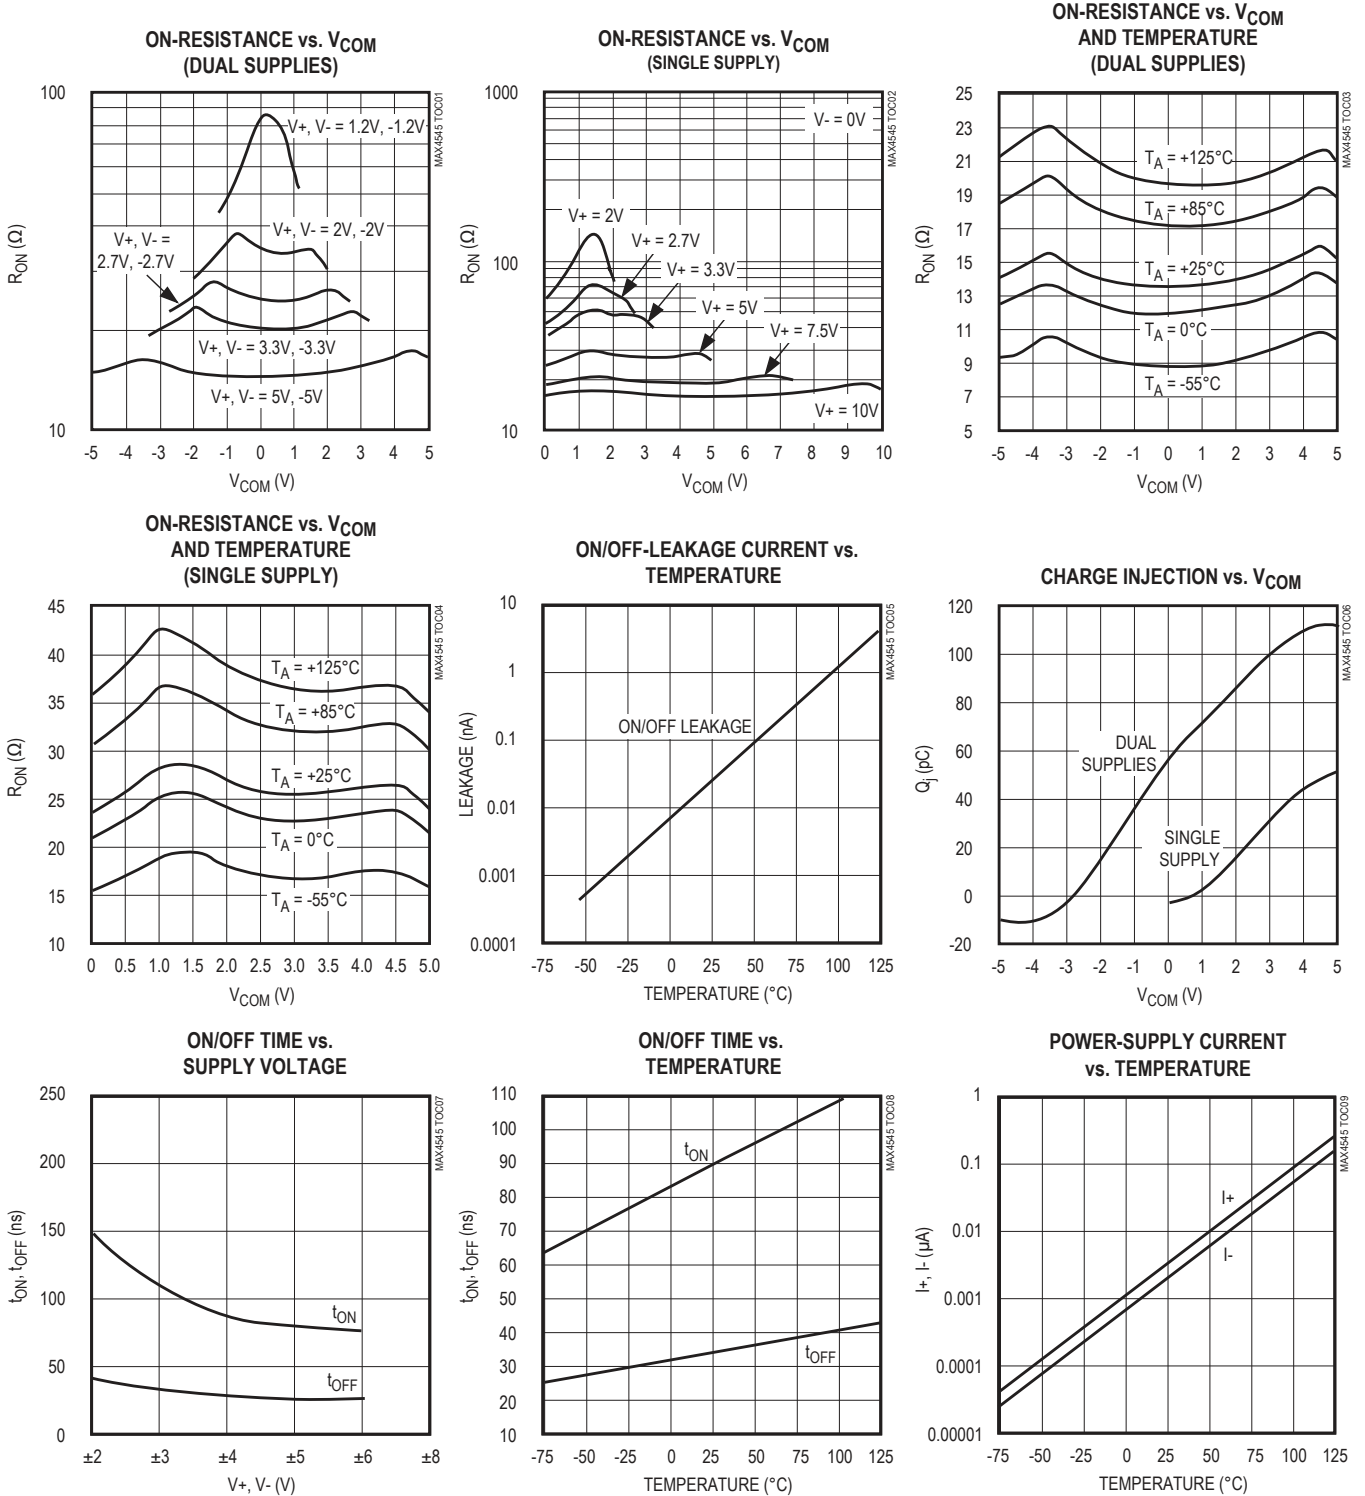 ON-RESISTANCE vs. VCOM
(DUAL SUPPLIES)
MAX4545 TOC01
100
10
RON (Ω)
V+, V- = 1.2V, -1.2V
V+, V- = 2V, -2V
V+, V- =
2.7V, -2.7V
V+, V- = 3.3V, -3.3V
V+, V- = 5V, -5V
-5 -4 -3 -2 -1 0 1 2 3 4 5
VCOM (V)
ON-RESISTANCE vs. VCOM
(SINGLE SUPPLY)
MAX4545 TOC02
1000
100
10
RON (Ω)
V- = 0V
V+ = 2V
V+ = 2.7V
V+ = 3.3V
V+ = 5V
V+ = 7.5V
V+ = 10V
0 1 2 3 4 5 6 7 8 9 10
VCOM (V)
ON-RESISTANCE vs. VCOM
AND TEMPERATURE
(DUAL SUPPLIES)
MAX4545 TOC03
25
23
21
19
17
15
13
11
9
7
5
RON (Ω)
TA = +125°C
TA = +85°C
TA = +25°C
TA = 0°C
TA = -55°C
-5 -4 -3 -2 -1 0 1 2 3 4 5
VCOM (V)
ON-RESISTANCE vs. VCOM
AND TEMPERATURE
(SINGLE SUPPLY)
MAX4545 TOC04
45
40
35
30
25
20
15
10
RON (Ω)
TA = +125°C
TA = +85°C
TA = +25°C
TA = 0°C
TA = -55°C
0 0.5 1.0 1.5 2.0 2.5 3.0 3.5 4.0 4.5 5.0
VCOM (V)
ON/OFF-LEAKAGE CURRENT vs.
TEMPERATURE
MAX4545 TOC05
10
1
0.1
0.01
0.001
0.0001
LEAKAGE (nA)
ON/OFF LEAKAGE
-75 -50 -25 0 25 50 75 100 125
TEMPERATURE (°C)
CHARGE INJECTION vs. VCOM
MAX4545 TOC06
120
100
80
60
40
20
0
-20
Qj (pC)
DUAL
SUPPLIES
SINGLE
SUPPLY
-5 -4 -3 -2 -1 0 1 2 3 4 5
VCOM (V)
ON/OFF TIME vs.
SUPPLY VOLTAGE
MAX4545 TOC07
250
200
150
100
50
0
tON, tOFF (ns)
tON
tOFF
±2 ±3 ±4 ±5 ±6 ±8
V+, V- (V)
ON/OFF TIME vs.
TEMPERATURE
MAX4545 TOC08
110
100
90
80
70
60
50
40
30
20
10
tON, tOFF (ns)
tON
tOFF
-75 -50 -25 0 25 50 75 100 125
TEMPERATURE (°C)
POWER-SUPPLY CURRENT
vs. TEMPERATURE
MAX4545 TOC09
1
0.1
0.01
0.001
0.0001
0.00001
I+, I- (µA)
I+
I-
-75 -50 -25 0 25 50 75 100 125
TEMPERATURE (°C)